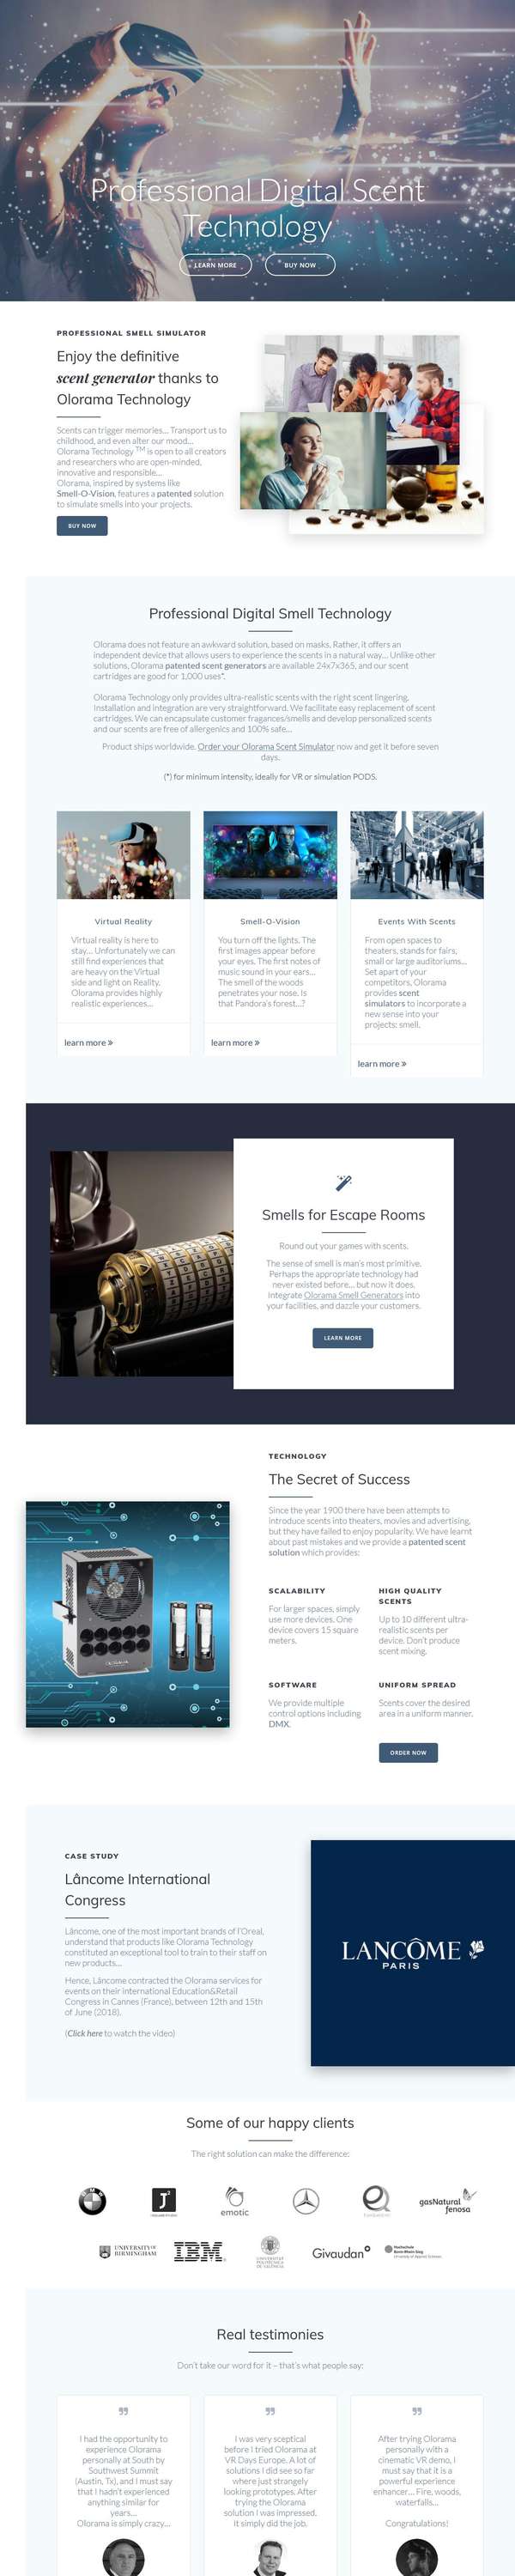 Professional Digital Scent
Technology
LEARN MORE
BUY NOW
PROFESSIONAL SMELL SIMULATOR
Enjoy the definitive
scent generator thanks to
Olorama Technology
Scents can trigger memories... Transport us to
childhood, and even alter our mood...
Olorama Technology TM is open to all creators
and researchers who are open-minded,
innovative and responsible...
Olorama, inspired by systems like
Smell-O-Vision, features a patented solution
to simulate smells into your projects.
BUY NOW
Professional Digital Smell Technology
Olorama does not feature an awkward solution, based on masks. Rather, it offers an
independent device that allows users to experience the scents in a natural way... Unlike other
solutions, Olorama patented scent generators are available 24x7x365, and our scent
cartridges are good for 1,000 uses*.
Olorama Technology only provides ultra-realistic scents with the right scent lingering.
Installation and integration are very straightforward. We facilitate easy replacement of scent
cartridges. We can encapsulate customer fragances/smells and develop personalized scents
and our scents are free of allergenics and 100% safe...
Product ships worldwide. Order your Olorama Scent Simulator now and get it before seven
days.
(*) for minimum intensity, ideally for VR or simulation PODS.
Virtual Reality
Virtual reality is here to
stay... Unfortunately we can
still find experiences that
are heavy on the Virtual
side and light on Reality.
Olorama provides highly
realistic experiences...
learn more »
Smell-O-Vision
You turn off the lights. The
first images appear before
your eyes. The first notes of
music sound in your ears...
The smell of the woods
penetrates your nose. Is
that Pandora's forest...?
learn more »
Events With Scents
From open spaces to
theaters, stands for fairs,
small or large auditoriums...
Set apart of your
competitors, Olorama
provides scent
simulators to incorporate a
new sense into your
projects: smell.
learn more »
Smells for Escape Rooms
Round out your games with scents.
The sense of smell is man's most primitive.
Perhaps the appropriate technology had
never existed before... but now it does.
Integrate Olorama Smell Generators into
your facilities, and dazzle your customers.
LEARN MORE
TECHNOLOGY
The Secret of Success
Since the year 1900 there have been attempts to
introduce scents into theaters, movies and advertising,
but they have failed to enjoy popularity. We have learnt
about past mistakes and we provide a patented scent
solution which provides:
SCALABILITY
For larger spaces, simply
use more devices. One
device covers 15 square
meters.
HIGH QUALITY
SCENTS
Up to 10 different ultra-
realistic scents per
device. Don't produce
scent mixing.
SOFTWARE
We provide multiple
control options including
DMX.
UNIFORM SPREAD
Scents cover the desired
area in a uniform manner.
ORDER NOW
CASE STUDY
Lâncome International
Congress
Lâncome, one of the most important brands of l'Oreal,
understand that products like Olorama Technology
constituted an exceptional tool to train to their staff on
new products...
Hence, Lâncome contracted the Olorama services for
events on their international Education&Retail
Congress in Cannes (France), between 12th and 15th
of June (2018).
(Click here to watch the video)
LANCÔME
PARIS
Some of our happy clients
The right solution can make the difference:
emotic
gasNatural
fenosa
UNIVERSITY OF
BIRMINGHAM
IBM
UNIVERSITAT
POLITECNICA
DE VALENCIA
Givaudan
Hochschule
Bonn-Rhein-Sieg
University of Applied Sciences
Real testimonies
Don't take our word for it – that's what people say:
I had the opportunity to
experience Olorama
personally at South by
Southwest Summit
(Austin, Tx), and I must say
that I hadn't experienced
anything similar for
years...
Olorama is simply crazy...
I was very sceptical
before I tried Olorama at
VR Days Europe. A lot of
solutions I did see so far
where just strangely
looking prototypes. After
trying the Olorama
solution I was impressed.
It simply did the job.
After trying Olorama
personally with a
cinematic VR demo, I
must say that it is a
powerful experience
enhancer... Fire, woods,
waterfalls...
Congratulations!